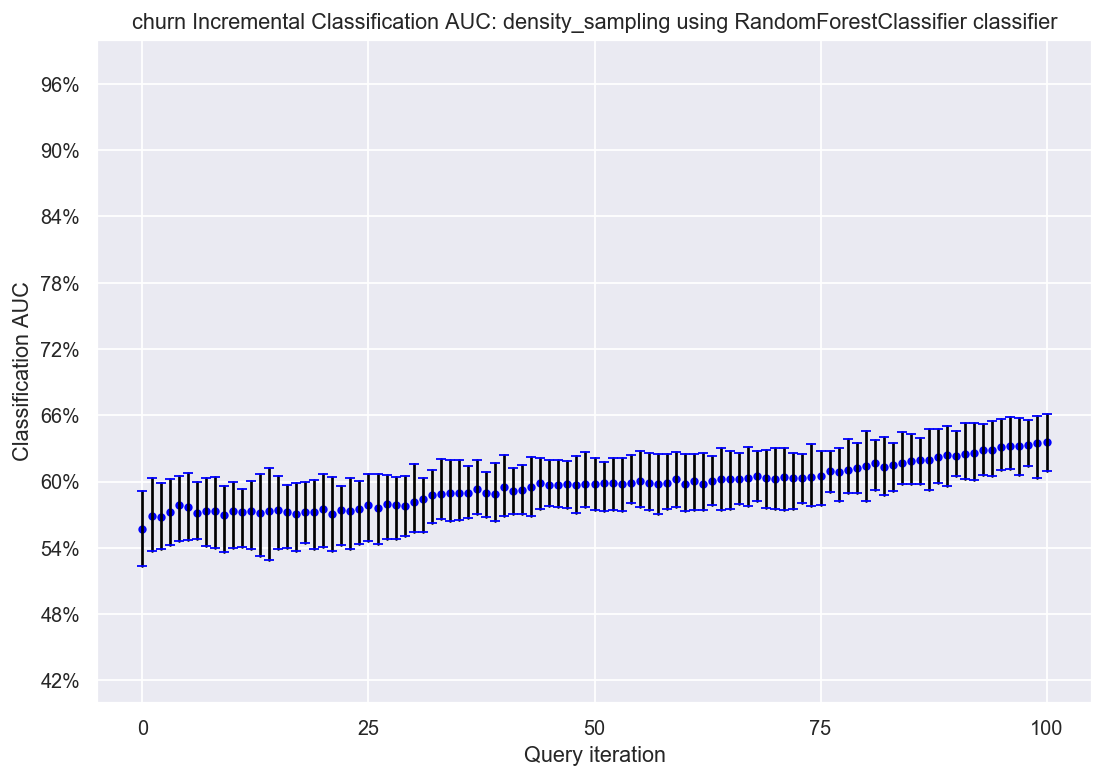 churn Incremental Classification AUC: density_sampling using RandomForestClassifier classifier
96%
90%
84%
78%
72%
66%
60%
54%
48%
42%
Classification AUC
0 25 50 75 100
Query iteration